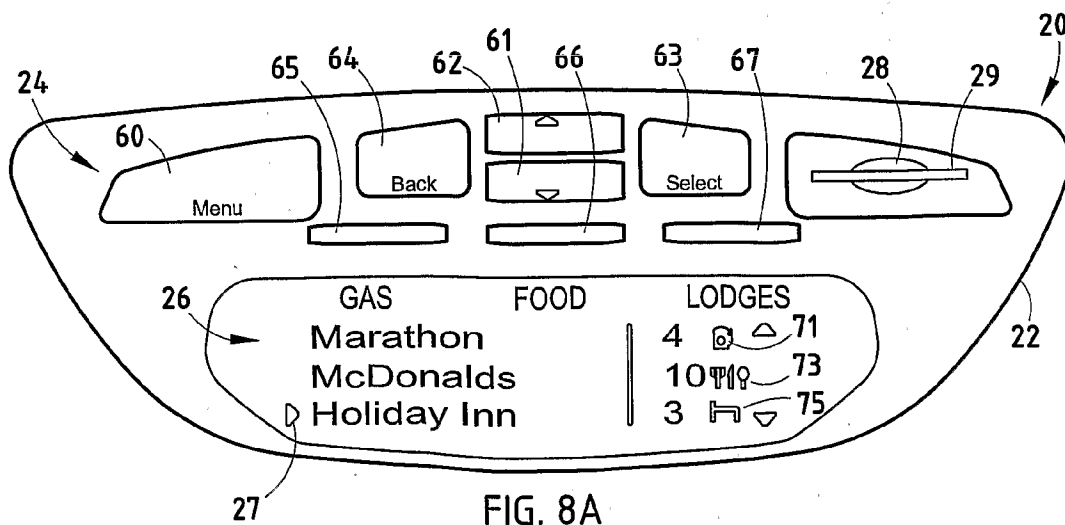 20
61
62
66
64
63
67
28
29
65
24
60
Back
Select
Menu
26
GAS FOOD LODGES
22
Marathon 4 71
McDonalds 10 73
Holiday Inn 3 75
27
FIG. 8A